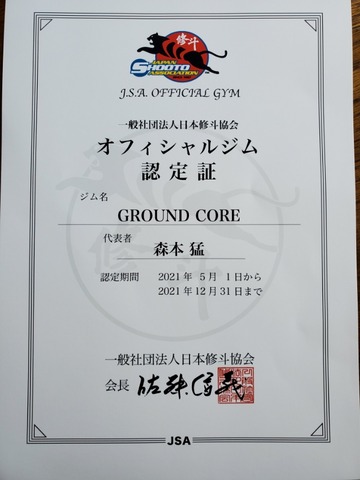 修斗
JAPAN
SHOOTO
ASSOCIATION
J.S.A. OFFICIAL GYM
一般社団法人日本修斗協会
オフィシャルジム
認定証
ジム名
GROUND CORE
代表者
森本 猛
認定期間 2021年 5月 1日から
2021年12月31日まで
一般社団法人日本修斗協会
会長
JSA